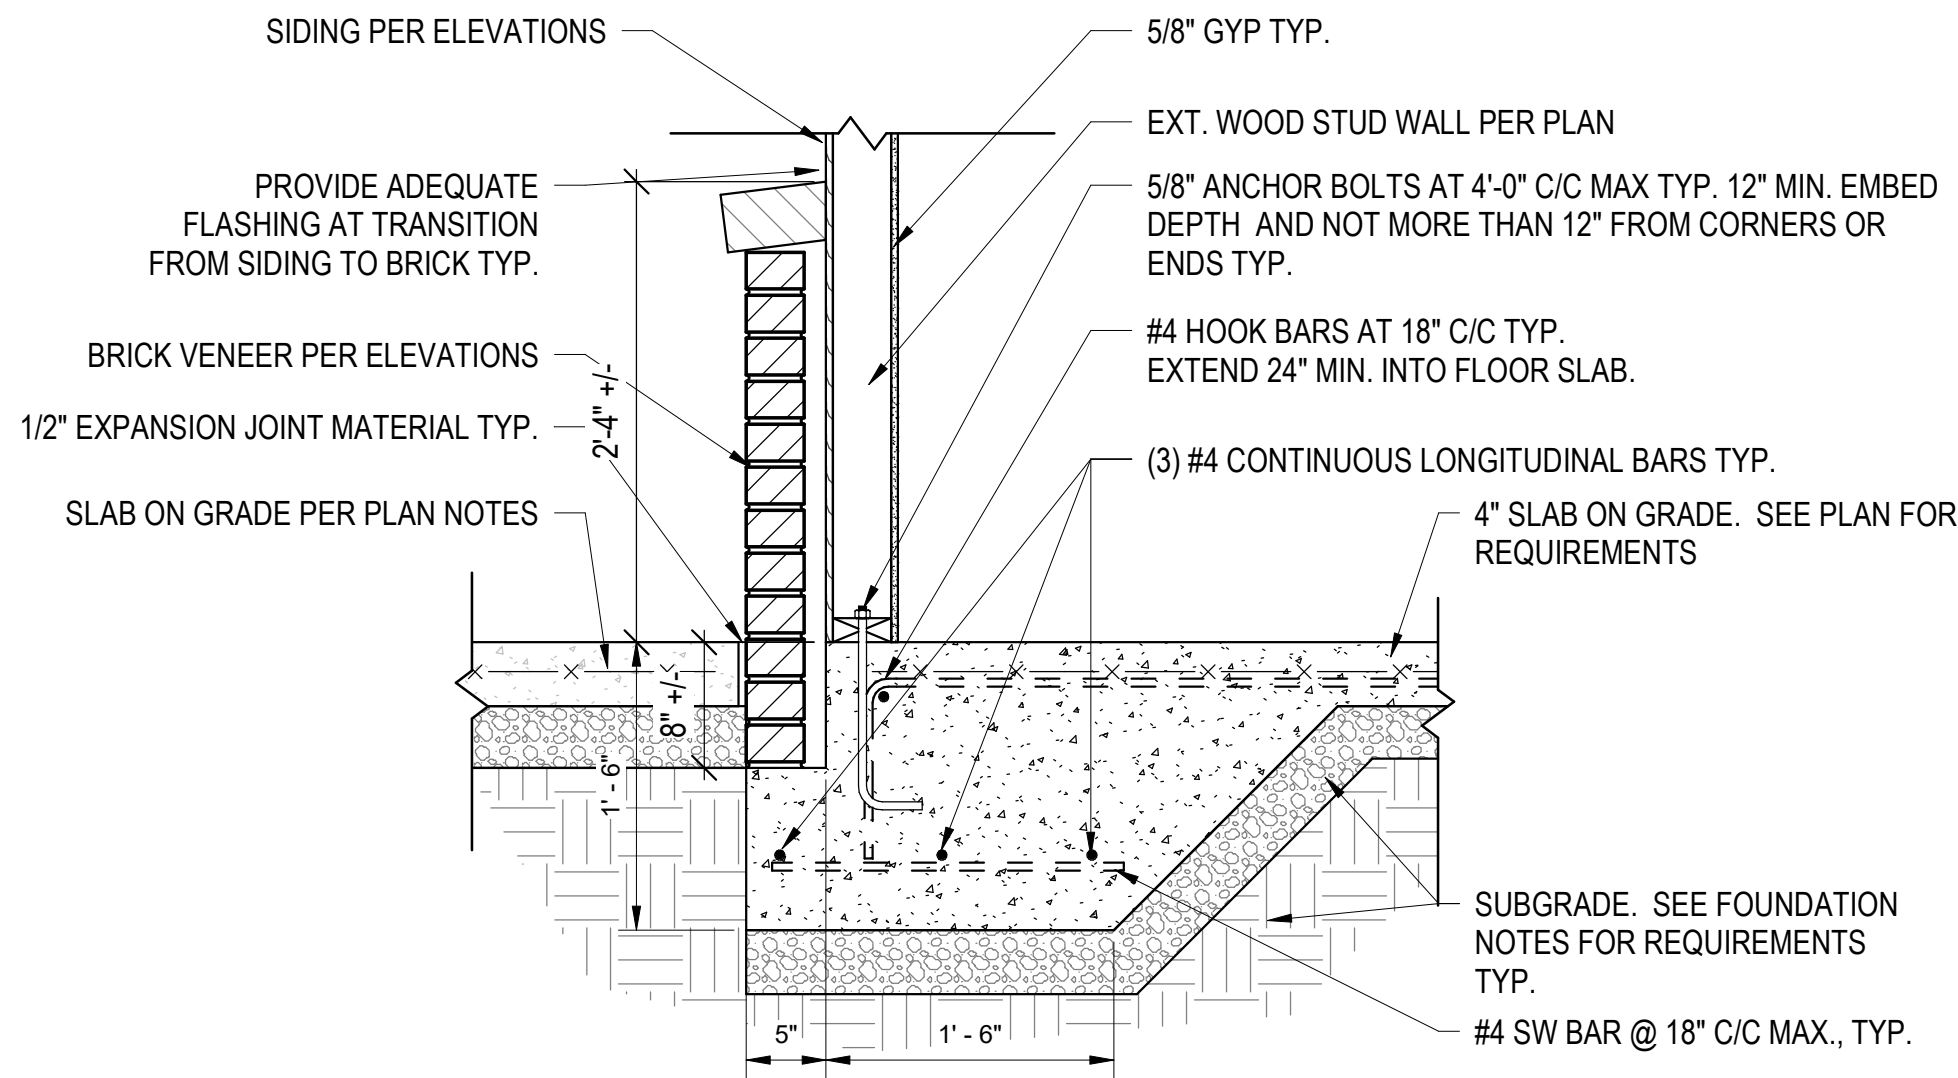 SIDING PER ELEVATIONS
5/8" GYP TYP.
EXT. WOOD STUD WALL PER PLAN
PROVIDE ADEQUATE
FLASHING AT TRANSITION
FROM SIDING TO BRICK TYP.
5/8" ANCHOR BOLTS AT 4'-0" C/C MAX TYP. 12" MIN. EMBED
DEPTH AND NOT MORE THAN 12" FROM CORNERS OR
ENDS TYP.
BRICK VENEER PER ELEVATIONS
#4 HOOK BARS AT 18" C/C TYP.
EXTEND 24" MIN. INTO FLOOR SLAB.
1/2" EXPANSION JOINT MATERIAL TYP.
2'-4" +/-
(3) #4 CONTINUOUS LONGITUDINAL BARS TYP.
SLAB ON GRADE PER PLAN NOTES
4" SLAB ON GRADE. SEE PLAN FOR
REQUIREMENTS
8" +/-
1' - 6"
SUBGRADE. SEE FOUNDATION
NOTES FOR REQUIREMENTS
TYP.
#4 SW BAR @ 18" C/C MAX., TYP.
5"
1' - 6"